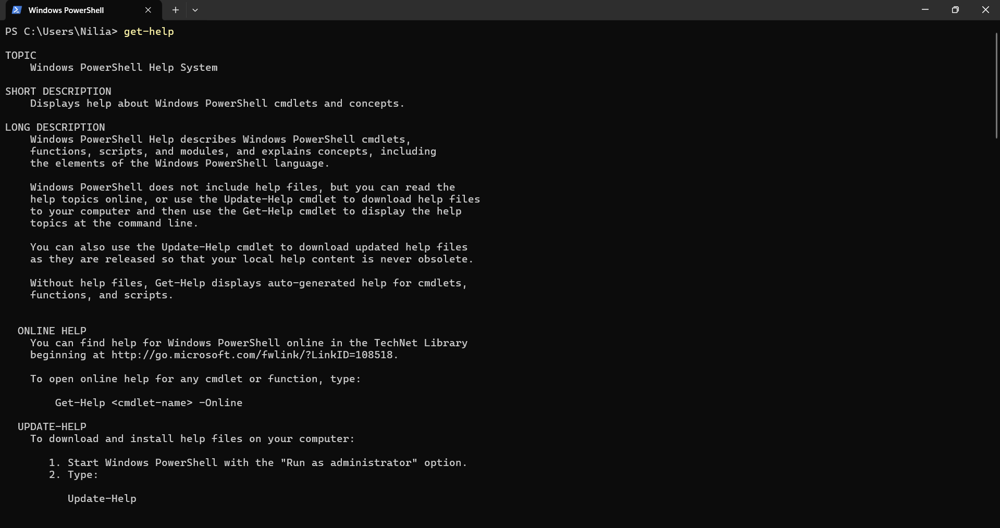 Windows PowerShell
PS C:\Users\Nilia> get-help
TOPIC
Windows PowerShell Help System
SHORT DESCRIPTION
Displays help about Windows PowerShell cmdlets and concepts.
LONG DESCRIPTION
Windows PowerShell Help describes Windows PowerShell cmdlets,
functions, scripts, and modules, and explains concepts, including
the elements of the Windows PowerShell language.
Windows PowerShell does not include help files, but you can read the
help topics online, or use the Update-Help cmdlet to download help files
to your computer and then use the Get-Help cmdlet to display the help
topics at the command line.
You can also use the Update-Help cmdlet to download updated help files
as they are released so that your local help content is never obsolete.
Without help files, Get-Help displays auto-generated help for cmdlets,
functions, and scripts.
ONLINE HELP
You can find help for Windows PowerShell online in the TechNet Library
beginning at http://go.microsoft.com/fwlink/?LinkID=108518.
To open online help for any cmdlet or function, type:
Get-Help <cmdlet-name> -Online
UPDATE-HELP
To download and install help files on your computer:
1. Start Windows PowerShell with the "Run as administrator" option.
2. Type:
Update-Help